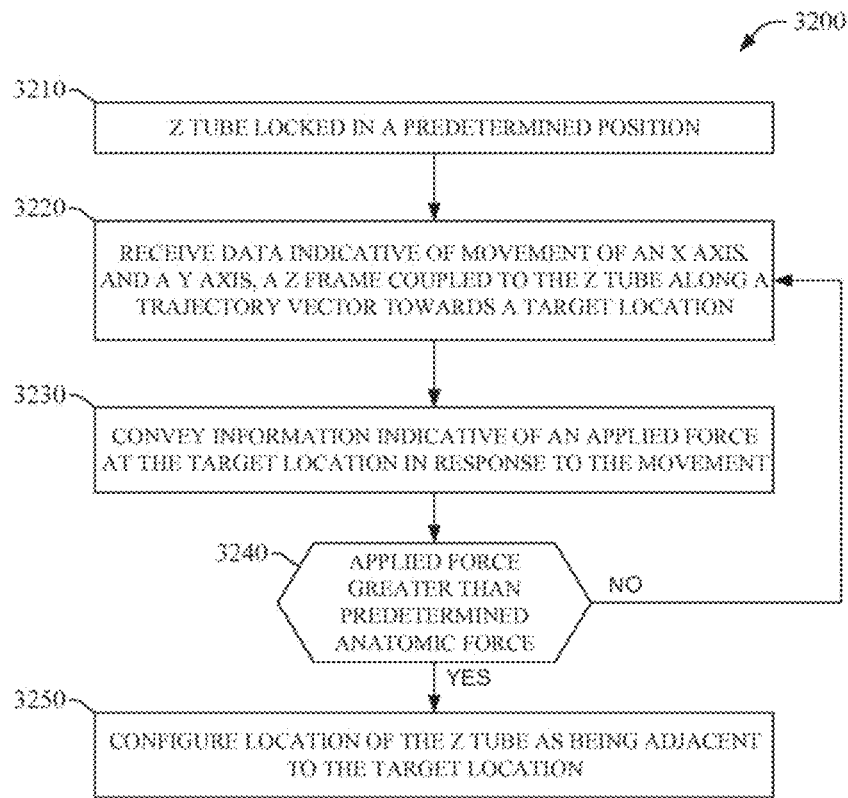 3200
3210
Z TUBE LOCKED IN A PREDETERMINED POSITION
3220
RECEIVE DATA INDICATIVE OF MOVEMENT OF AN X AXIS,
AND A Y AXIS, A Z FRAME COUPLED TO THE Z TUBE ALONG A
TRAJECTORY VECTOR TOWARDS A TARGET LOCATION
3230
CONVEY INFORMATION INDICATIVE OF AN APPLIED FORCE
AT THE TARGET LOCATION IN RESPONSE TO THE MOVEMENT
3240
APPLIED FORCE
GREATER THAN
PREDETERMINED
ANATOMIC FORCE
NO
YES
3250
CONFIGURE LOCATION OF THE Z TUBE AS BEING ADJACENT
TO THE TARGET LOCATION